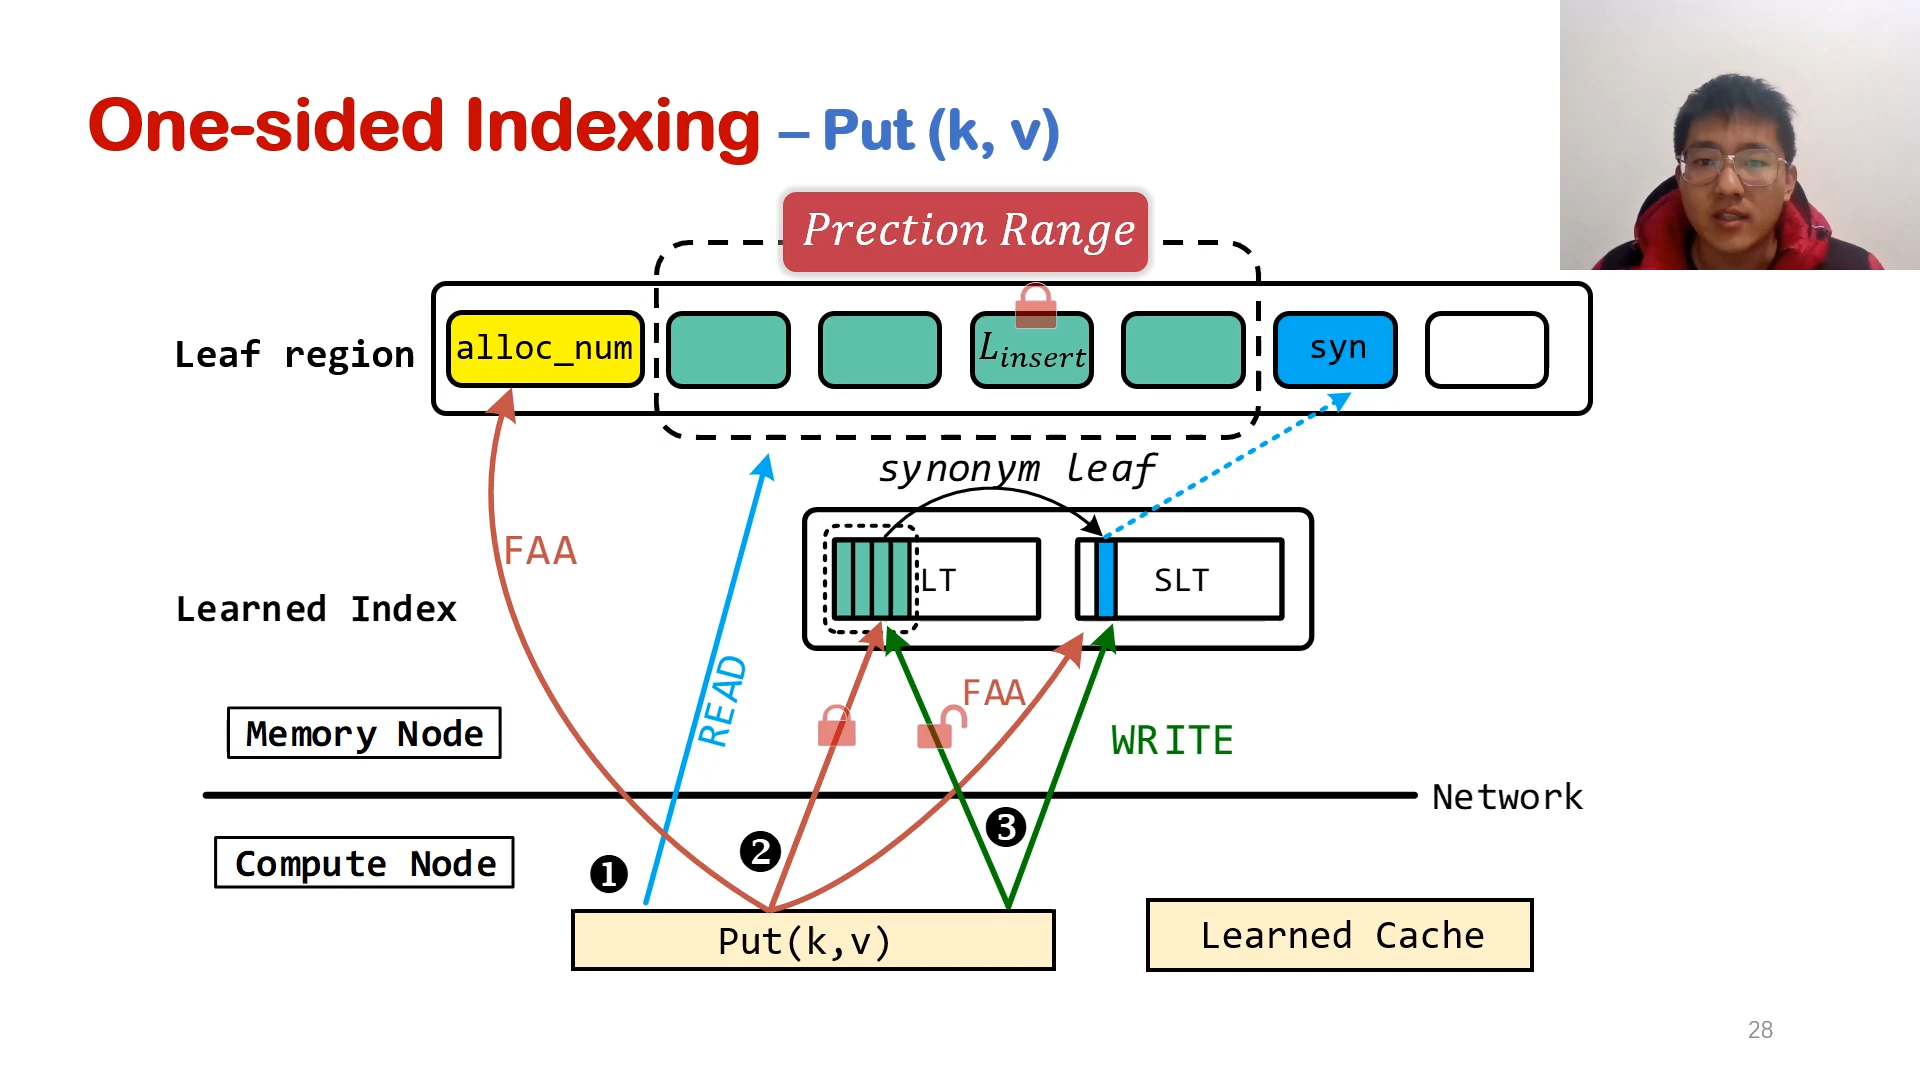 One-sided Indexing – Put (k, v)
Prection Range
Leaf region
alloc_num
Linsert
syn
synonym leaf
FAA
LT
SLT
Learned Index
READ
FAA
Memory Node
WRITE
Network
❶
❷
❸
Compute Node
Put(k,v)
Learned Cache
28